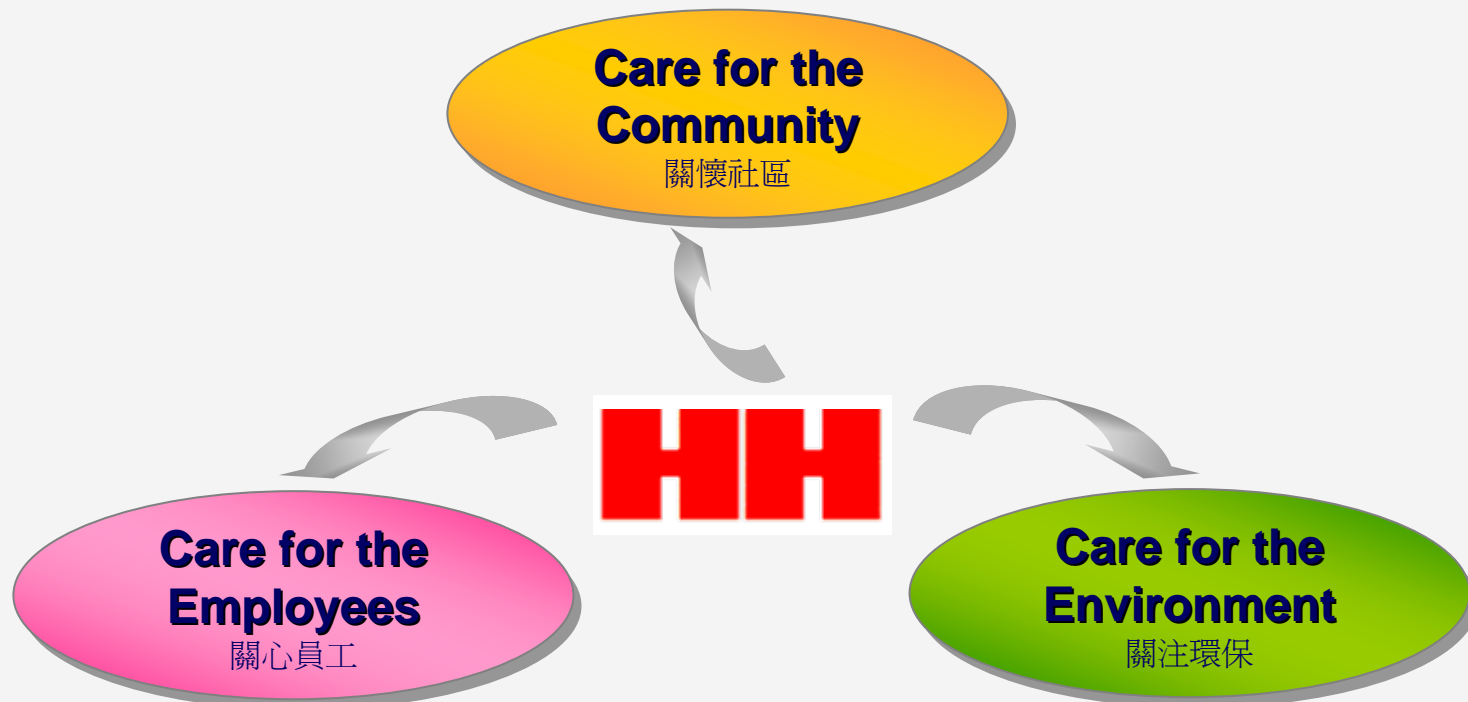 Care for the
Community
關懷社區
HH
Care for the
Employees
關心員工
Care for the
Environment
關注環保